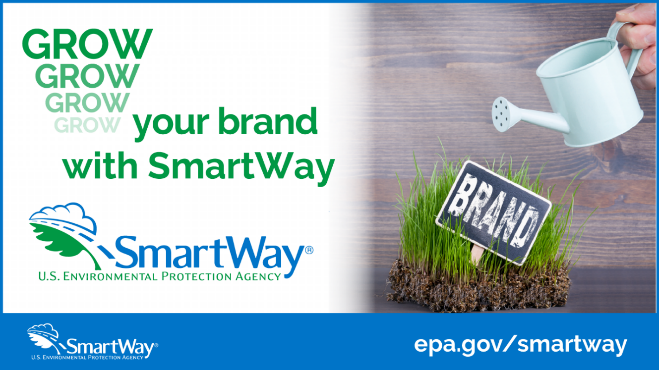 GROW
GROW
GROW
GROW your brand
with SmartWay
SmartWay®
U.S. Environmental Protection Agency
BRAND
SmartWay®
U.S. Environmental Protection Agency
epa.gov/smartway